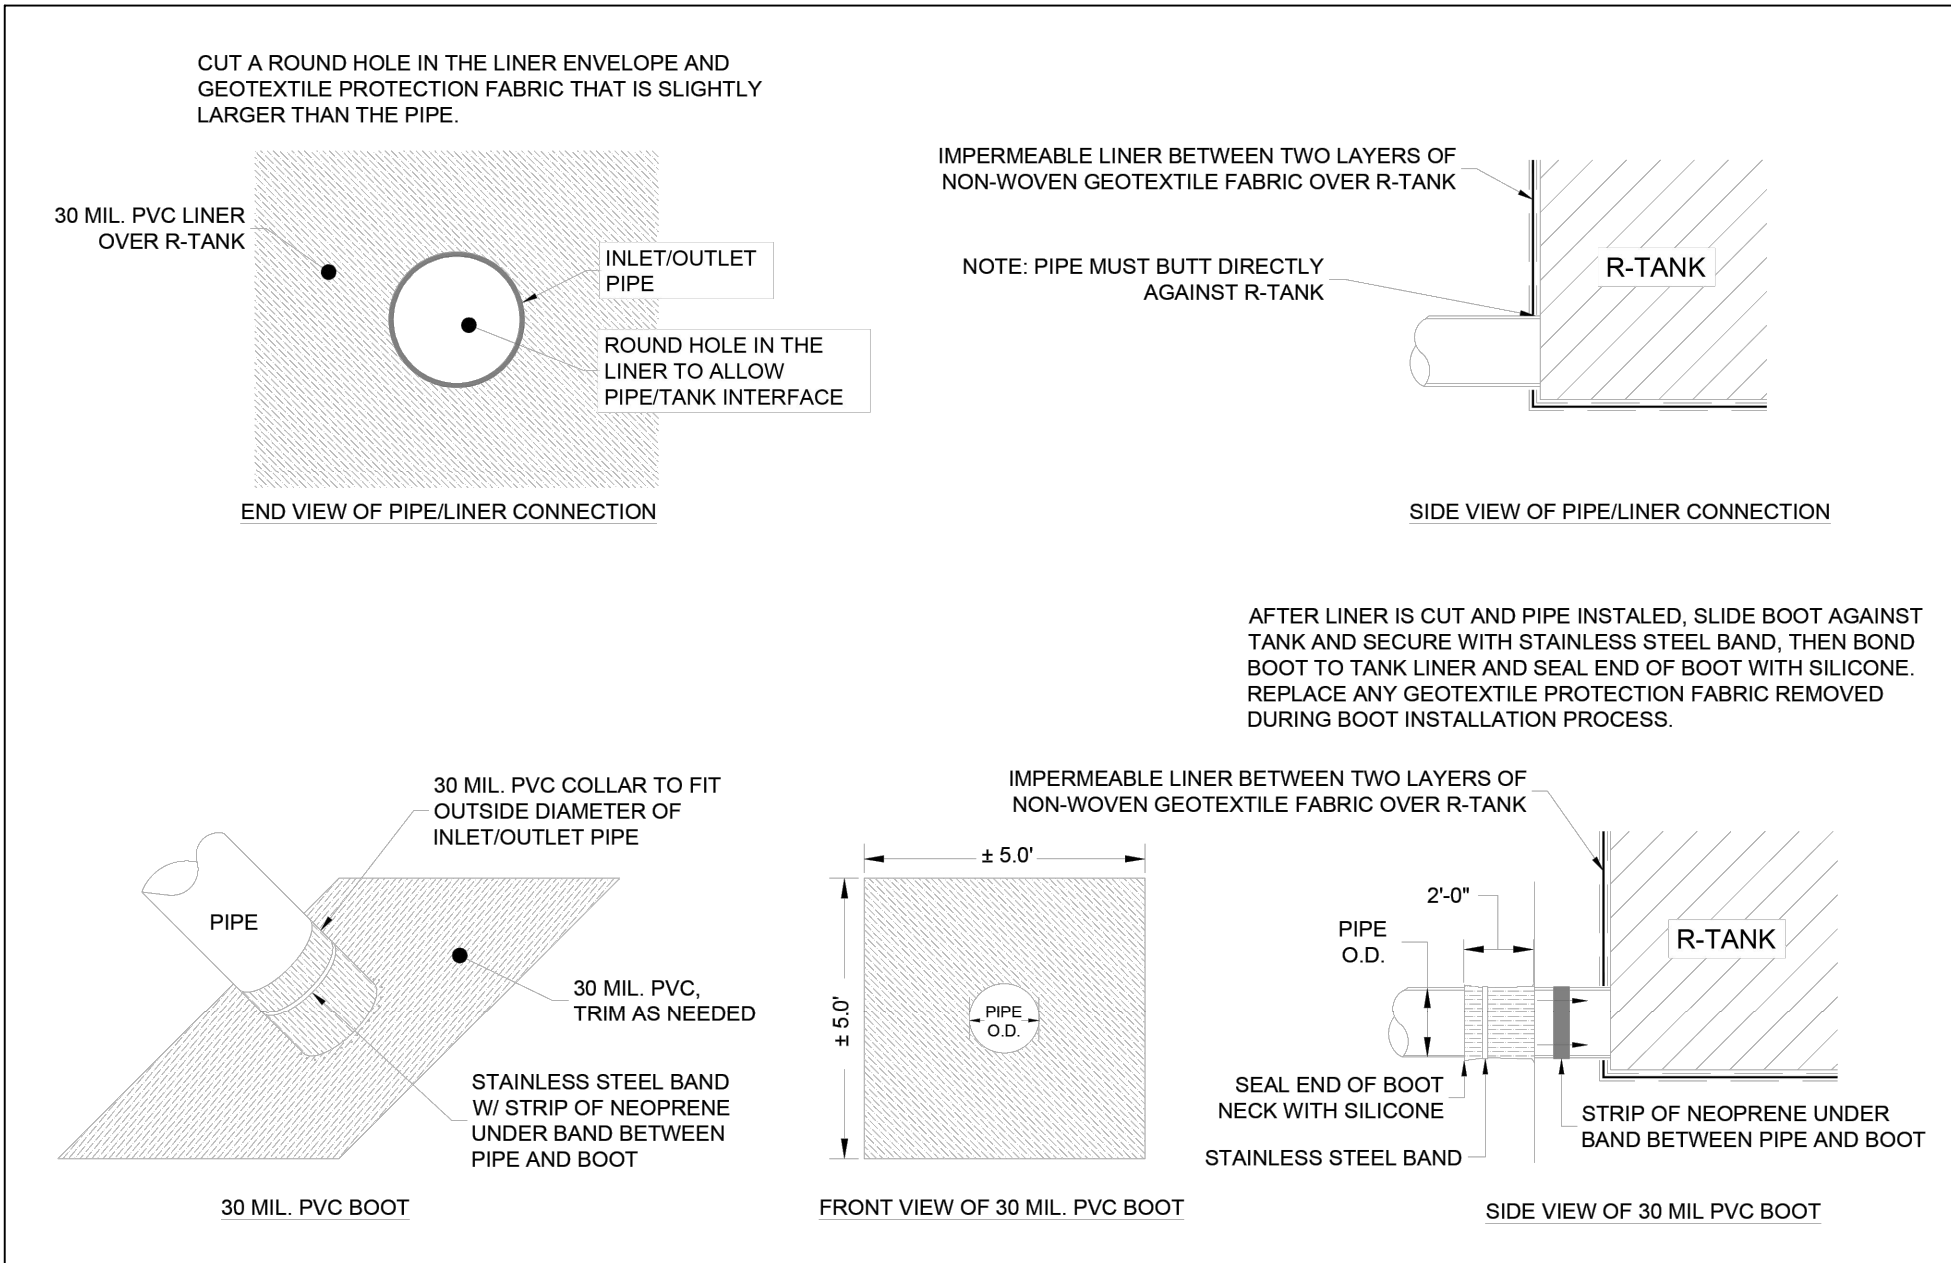 CUT A ROUND HOLE IN THE LINER ENVELOPE AND
GEOTEXTILE PROTECTION FABRIC THAT IS SLIGHTLY
LARGER THAN THE PIPE.
30 MIL. PVC LINER
OVER R-TANK
INLET/OUTLET
PIPE
ROUND HOLE IN THE
LINER TO ALLOW
PIPE/TANK INTERFACE
END VIEW OF PIPE/LINER CONNECTION
IMPERMEABLE LINER BETWEEN TWO LAYERS OF
NON-WOVEN GEOTEXTILE FABRIC OVER R-TANK
NOTE: PIPE MUST BUTT DIRECTLY
AGAINST R-TANK
R-TANK
SIDE VIEW OF PIPE/LINER CONNECTION
AFTER LINER IS CUT AND PIPE INSTALED, SLIDE BOOT AGAINST
TANK AND SECURE WITH STAINLESS STEEL BAND, THEN BOND
BOOT TO TANK LINER AND SEAL END OF BOOT WITH SILICONE.
REPLACE ANY GEOTEXTILE PROTECTION FABRIC REMOVED
DURING BOOT INSTALLATION PROCESS.
30 MIL. PVC COLLAR TO FIT
OUTSIDE DIAMETER OF
INLET/OUTLET PIPE
PIPE
30 MIL. PVC,
TRIM AS NEEDED
STAINLESS STEEL BAND
W/ STRIP OF NEOPRENE
UNDER BAND BETWEEN
PIPE AND BOOT
30 MIL. PVC BOOT
± 5.0'
± 5.0'
PIPE
O.D.
FRONT VIEW OF 30 MIL. PVC BOOT
IMPERMEABLE LINER BETWEEN TWO LAYERS OF
NON-WOVEN GEOTEXTILE FABRIC OVER R-TANK
2'-0"
PIPE
O.D.
R-TANK
SEAL END OF BOOT
NECK WITH SILICONE
STAINLESS STEEL BAND
STRIP OF NEOPRENE UNDER
BAND BETWEEN PIPE AND BOOT
SIDE VIEW OF 30 MIL PVC BOOT